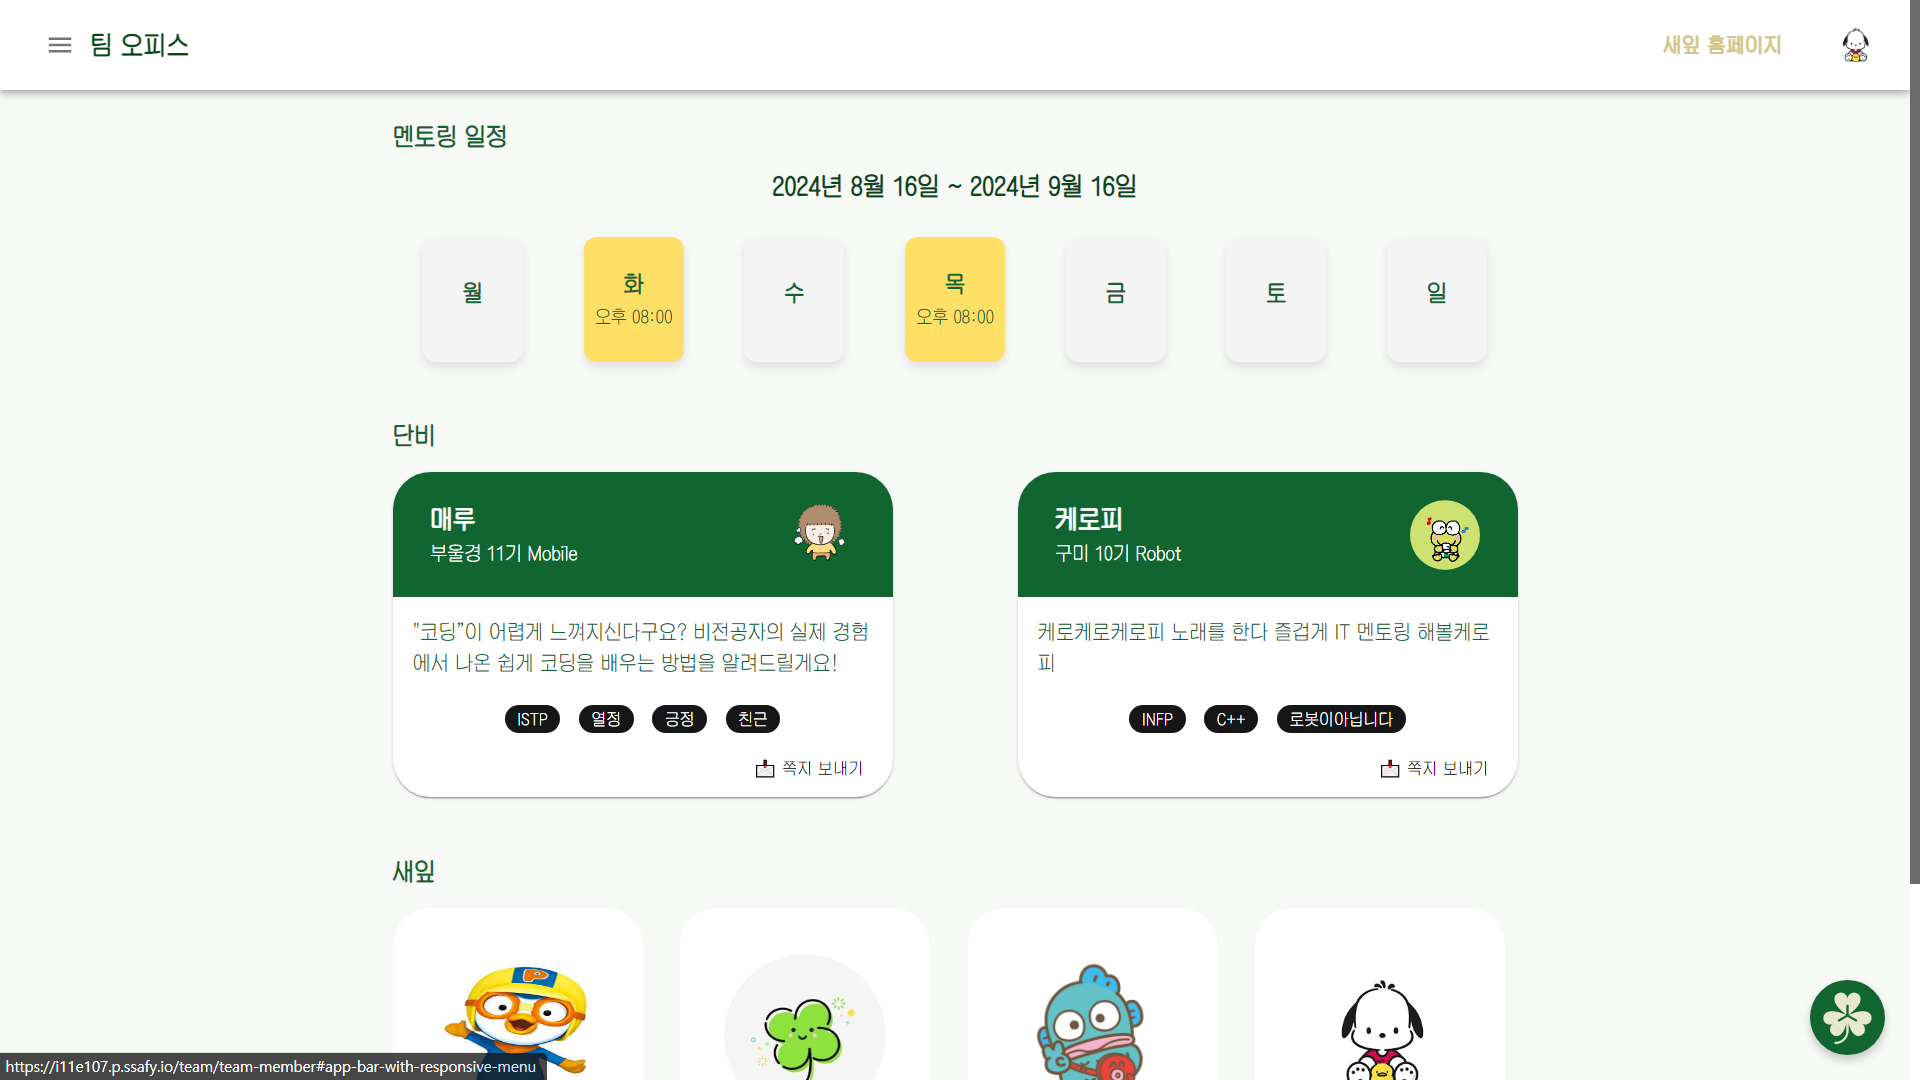 팀 오피스
새잎 홈페이지
멘토링 일정
2024년 8월 16일 ~ 2024년 9월 16일
월
화
오후 08:00
수
목
오후 08:00
금
토
일
단비
매루
부울경 11기 Mobile
"코딩”이 어렵게 느껴지신다구요? 비전공자의 실제 경험
에서 나온 쉽게 코딩을 배우는 방법을 알려드릴게요!
ISTP 열정 긍정 친근
쪽지 보내기
케로피
구미 10기 Robot
케로케로케로피 노래를 한다 즐겁게 IT 멘토링 해볼케로
피
INFP C++ 로봇이아닙니다
쪽지 보내기
새잎
P
https://i11e107.p.ssafy.io/team/team-member#app-bar-with-responsive-menu